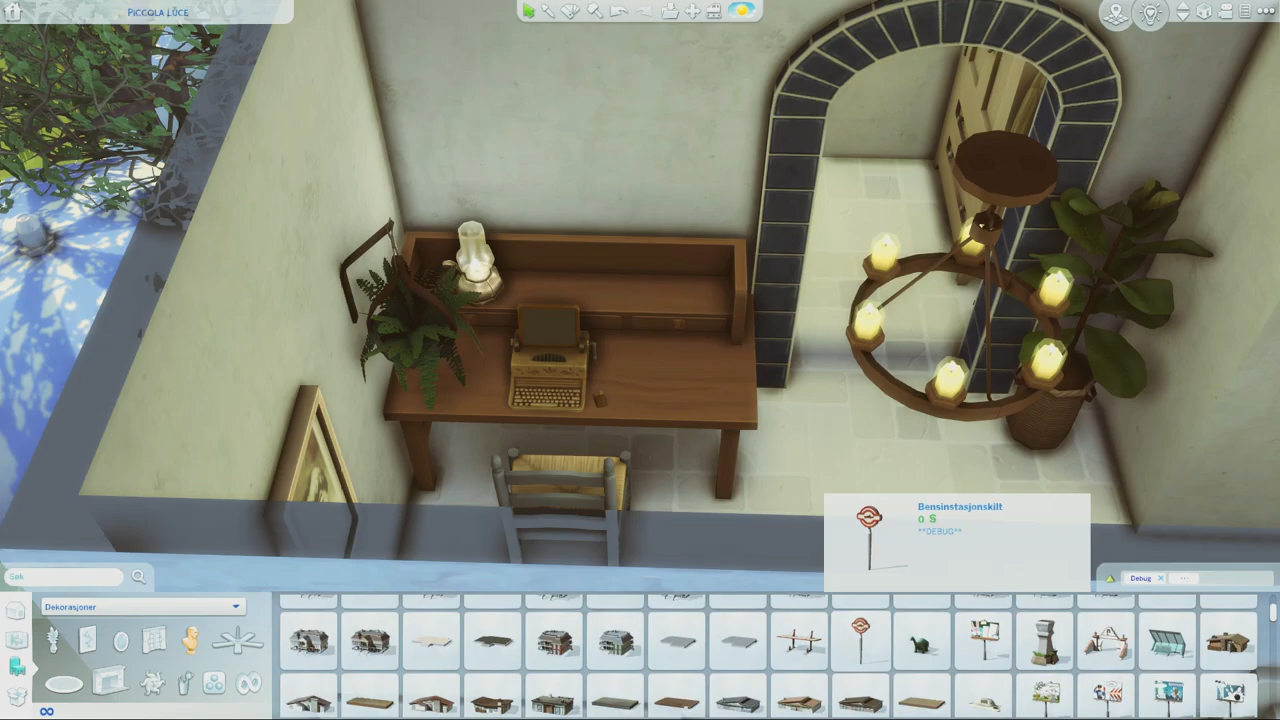 Piccola Luce
Bensinstasjonskilt
0 §
**DEBUG**
Søk
Debug
Dekorasjoner